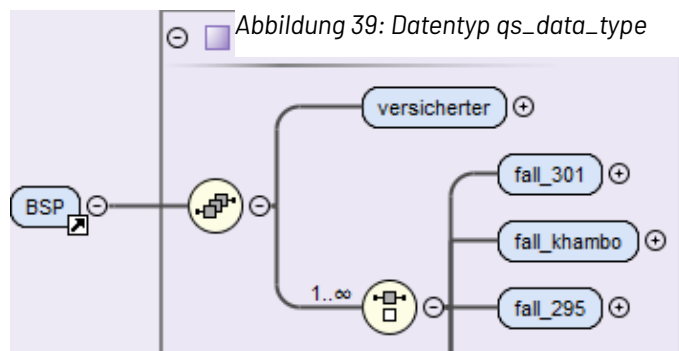 Abbildung 39: Datentyp qs_data_type
versicherter
fall_301
BSP
fall_khambo
1..∞
fall_295